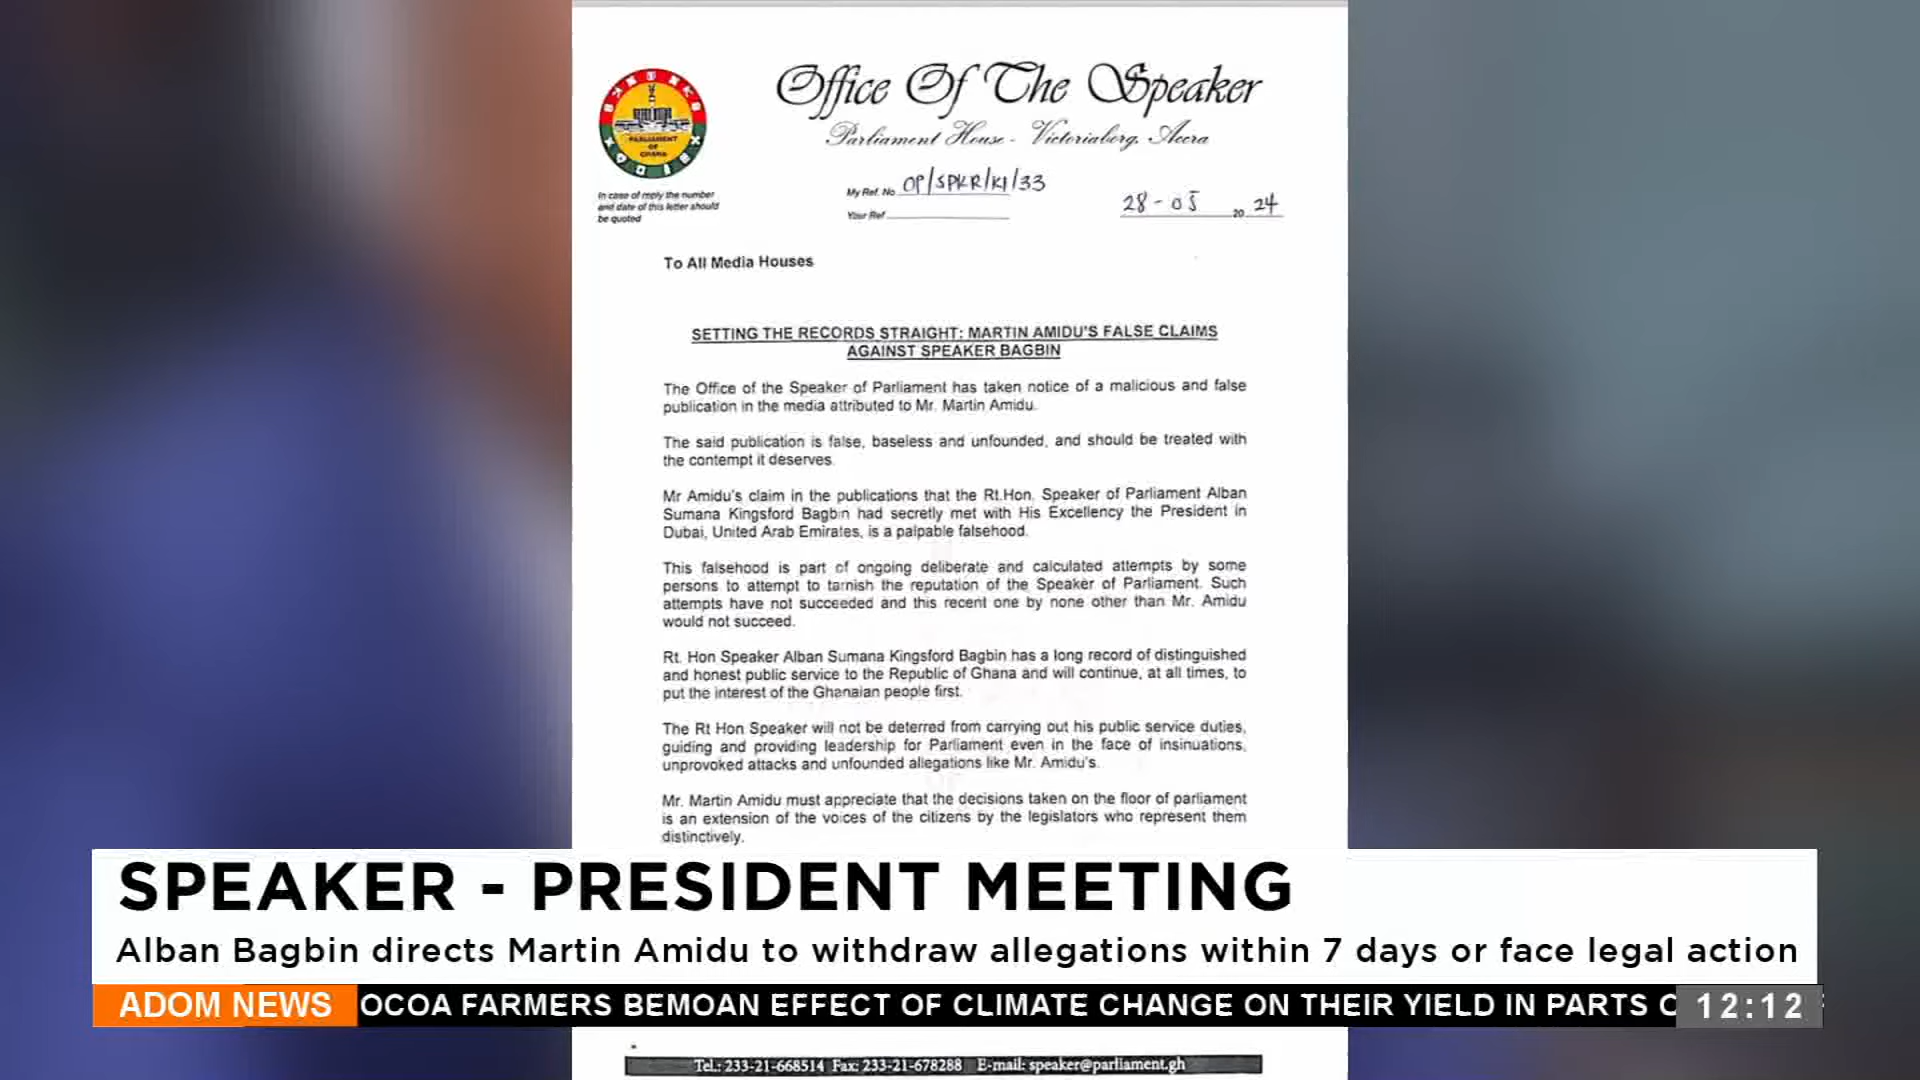 Office Of The Speaker
Parliament House - Victoriaborg, Accra
PARLIAMENT
OF
GHANA
In case of reply the number
and date of this letter should
be quoted
My Ref. No. OP/SPKR/KI/33
Your Ref
28-05 20 24
To All Media Houses
SETTING THE RECORDS STRAIGHT: MARTIN AMIDU'S FALSE CLAIMS
AGAINST SPEAKER BAGBIN
The Office of the Speaker of Parliament has taken notice of a malicious and false
publication in the media attributed to Mr. Martin Amidu.
The said publication is false, baseless and unfounded, and should be treated with
the contempt it deserves.
Mr Amidu's claim in the publications that the Rt.Hon. Speaker of Parliament Alban
Sumana Kingsford Bagbin had secretly met with His Excellency the President in
Dubai, United Arab Emirates, is a palpable falsehood.
This falsehood is part of ongoing deliberate and calculated attempts by some
persons to attempt to tarnish the reputation of the Speaker of Parliament. Such
attempts have not succeeded and this recent one by none other than Mr. Amidu
would not succeed.
Rt. Hon Speaker Alban Sumana Kingsford Bagbin has a long record of distinguished
and honest public service to the Republic of Ghana and will continue, at all times, to
put the interest of the Ghanaian people first.
The Rt Hon Speaker will not be deterred from carrying out his public service duties,
guiding and providing leadership for Parliament even in the face of insinuations,
unprovoked attacks and unfounded allegations like Mr. Amidu's.
Mr. Martin Amidu must appreciate that the decisions taken on the floor of parliament
is an extension of the voices of the citizens by the legislators who represent them
distinctively.
SPEAKER - PRESIDENT MEETING
Alban Bagbin directs Martin Amidu to withdraw allegations within 7 days or face legal action
ADOM NEWS OCOA FARMERS BEMOAN EFFECT OF CLIMATE CHANGE ON THEIR YIELD IN PARTS 12:12
Tel.: 233-21-668514 Fax: 233-21-678288 E-mail: speaker@parliament.gh